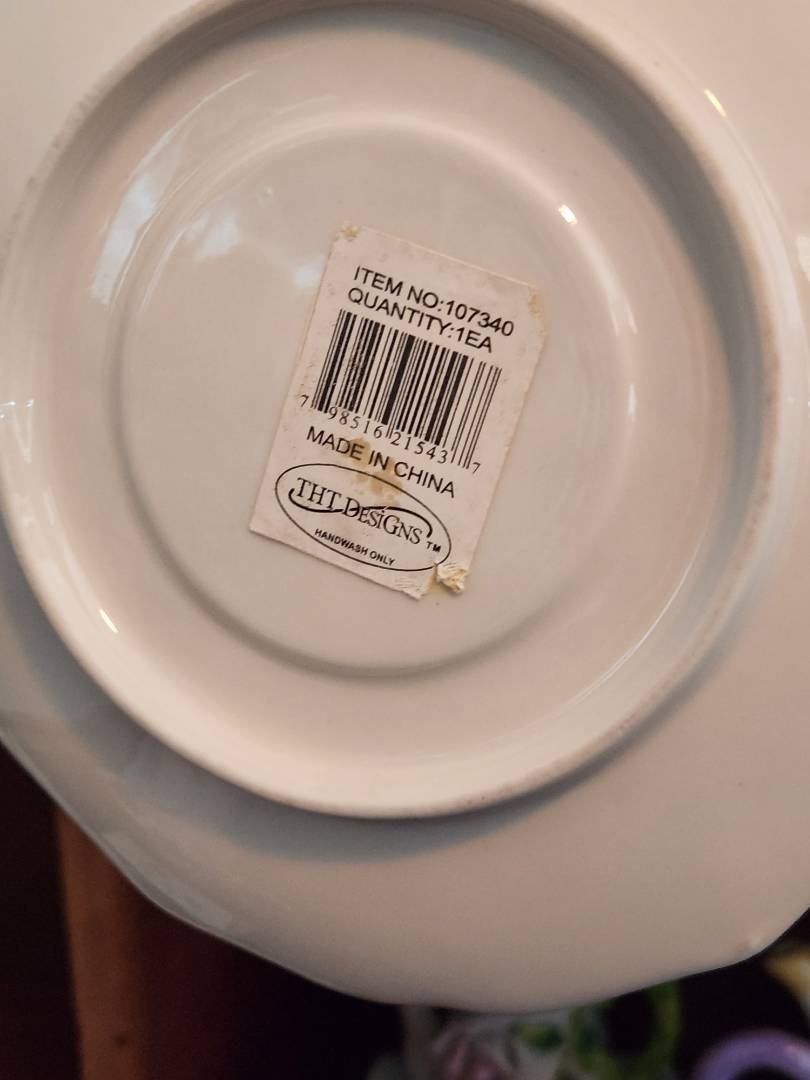 ITEM NO:107340
QUANTITY:1EA
7 98516 21543 7
MADE IN CHINA
THT DESiGNS ™
HANDWASH ONLY